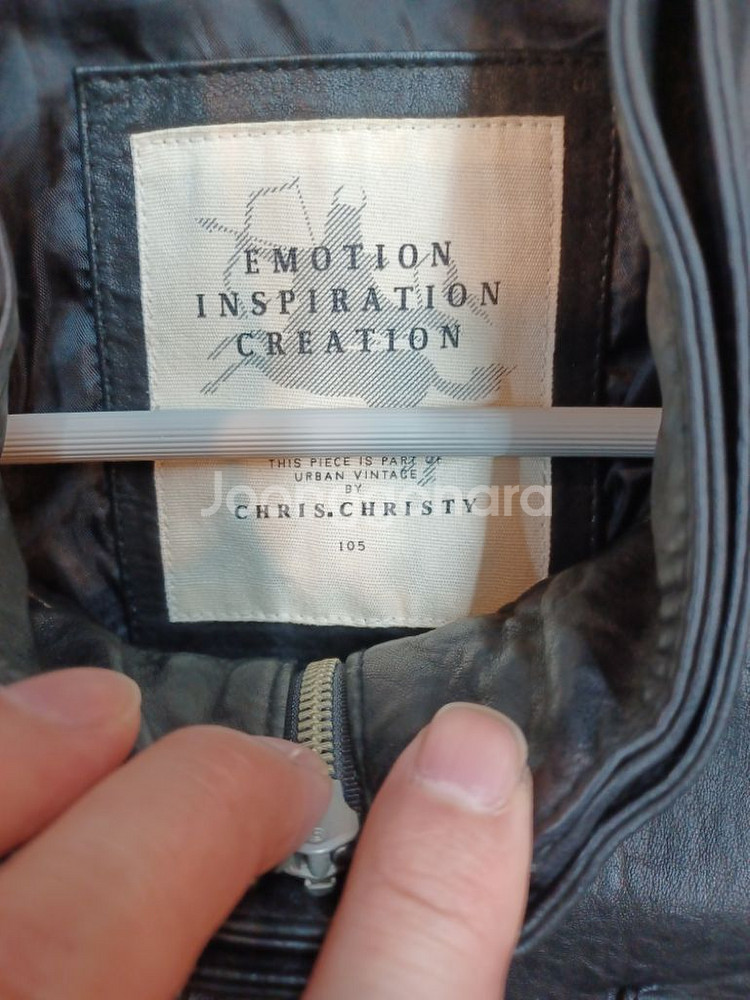 EMOTION
INSPIRATION
CREATION
THIS PIECE IS PART OF
URBAN VINTAGE
BY
CHRIS.CHRISTY
105